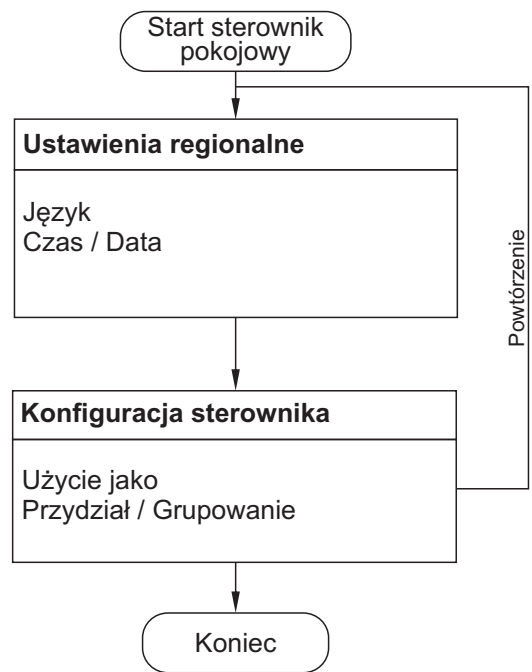 Start sterownik
pokojowy
Ustawienia regionalne
Język
Czas / Data
Powtórzenie
Konfiguracja sterownika
Użycie jako
Przydział / Grupowanie
Koniec